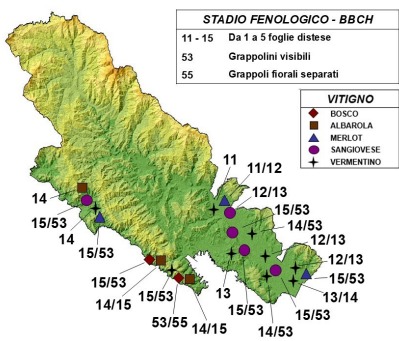 STADIO FENOLOGICO - BBCH
11 - 15 Da 1 a 5 foglie distese
53 Grappolini visibili
55 Grappoli fiorali separati
VITIGNO
BOSCO
ALBAROLA
MERLOT
SANGIOVESE
VERMENTINO
11
11/12
12/13
15/53
14/53
12/13
12/13
15/53
13/14
15/53
14/53
15/53
13
14
15/53
14
15/53
15/53
14/15
15/53
53/55
14/15